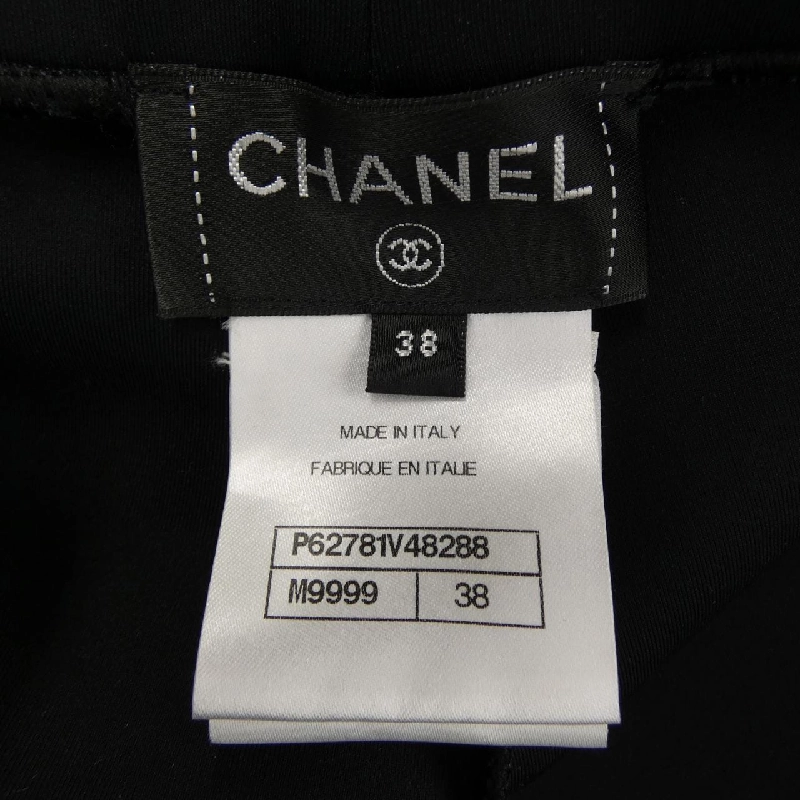 CHANEL
38
MADE IN ITALY
FABRIQUE EN ITALIE
P62781V48288
M9999 38